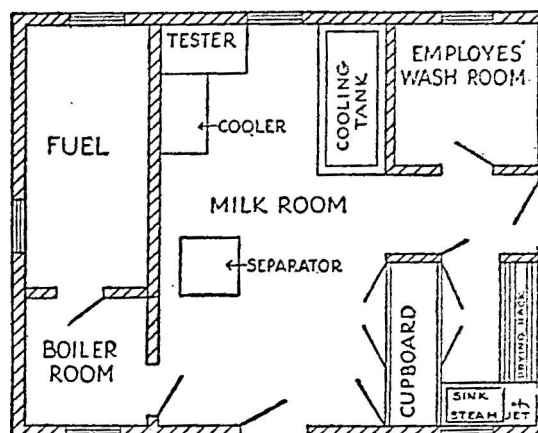 TESTER
EMPLOYES'
WASH ROOM
COOLING
TANK
←COOLER
FUEL
MILK ROOM
←SEPARATOR
BOILER
ROOM
CUPBOARD
DRYING RACK
SINK
STEAM JET